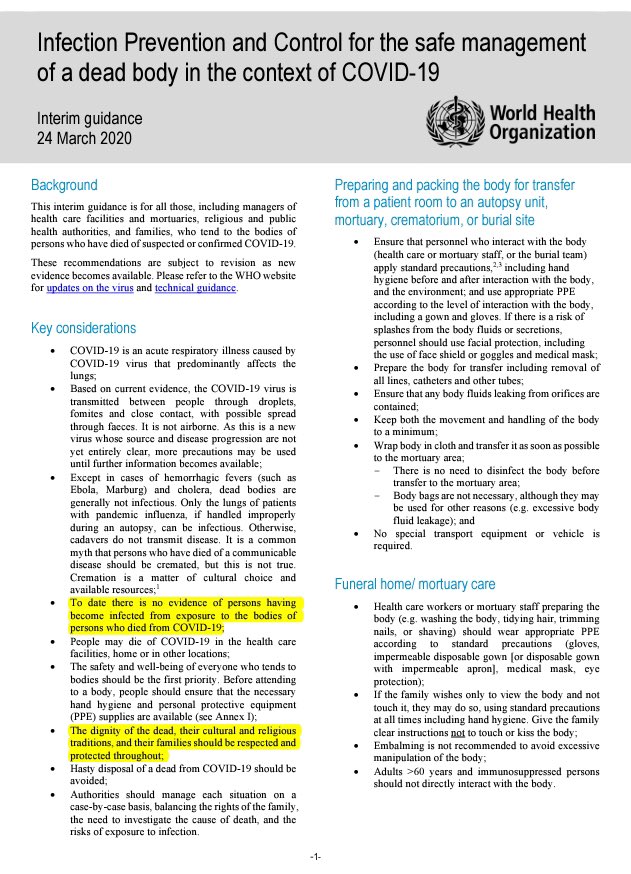 Infection Prevention and Control for the safe management
of a dead body in the context of COVID-19
Interim guidance
24 March 2020
World Health
Organization
Background
This interim guidance is for all those, including managers of
health care facilities and mortuaries, religious and public
health authorities, and families, who tend to the bodies of
persons who have died of suspected or confirmed COVID-19.
These recommendations are subject to revision as new
evidence becomes available. Please refer to the WHO website
for updates on the virus and technical guidance.
Key considerations
• COVID-19 is an acute respiratory illness caused by
COVID-19 virus that predominantly affects the
lungs;
• Based on current evidence, the COVID-19 virus is
transmitted between people through droplets,
fomites and close contact, with possible spread
through faeces. It is not airborne. As this is a new
virus whose source and disease progression are not
yet entirely clear, more precautions may be used
until further information becomes available;
• Except in cases of hemorrhagic fevers (such as
Ebola, Marburg) and cholera, dead bodies are
generally not infectious. Only the lungs of patients
with pandemic influenza, if handled improperly
during an autopsy, can be infectious. Otherwise,
cadavers do not transmit disease. It is a common
myth that persons who have died of a communicable
disease should be cremated, but this is not true.
Cremation is a matter of cultural choice and
available resources;1
• To date there is no evidence of persons having
become infected from exposure to the bodies of
persons who died from COVID-19;
• People may die of COVID-19 in the health care
facilities, home or in other locations;
• The safety and well-being of everyone who tends to
bodies should be the first priority. Before attending
to a body, people should ensure that the necessary
hand hygiene and personal protective equipment
(PPE) supplies are available (see Annex I);
• The dignity of the dead, their cultural and religious
traditions, and their families should be respected and
protected throughout;
• Hasty disposal of a dead from COVID-19 should be
avoided;
• Authorities should manage each situation on a
case-by-case basis, balancing the rights of the family,
the need to investigate the cause of death, and the
risks of exposure to infection.
Preparing and packing the body for transfer
from a patient room to an autopsy unit,
mortuary, crematorium, or burial site
• Ensure that personnel who interact with the body
(health care or mortuary staff, or the burial team)
apply standard precautions,2,3 including hand
hygiene before and after interaction with the body,
and the environment; and use appropriate PPE
according to the level of interaction with the body,
including a gown and gloves. If there is a risk of
splashes from the body fluids or secretions,
personnel should use facial protection, including
the use of face shield or goggles and medical mask;
• Prepare the body for transfer including removal of
all lines, catheters and other tubes;
• Ensure that any body fluids leaking from orifices are
contained;
• Keep both the movement and handling of the body
to a minimum;
• Wrap body in cloth and transfer it as soon as possible
to the mortuary area;
− There is no need to disinfect the body before
transfer to the mortuary area;
− Body bags are not necessary, although they may
be used for other reasons (e.g. excessive body
fluid leakage); and
• No special transport equipment or vehicle is
required.
Funeral home/ mortuary care
• Health care workers or mortuary staff preparing the
body (e.g. washing the body, tidying hair, trimming
nails, or shaving) should wear appropriate PPE
according to standard precautions (gloves,
impermeable disposable gown [or disposable gown
with impermeable apron], medical mask, eye
protection);
• If the family wishes only to view the body and not
touch it, they may do so, using standard precautions
at all times including hand hygiene. Give the family
clear instructions not to touch or kiss the body;
• Embalming is not recommended to avoid excessive
manipulation of the body;
• Adults >60 years and immunosuppressed persons
should not directly interact with the body.
-1-